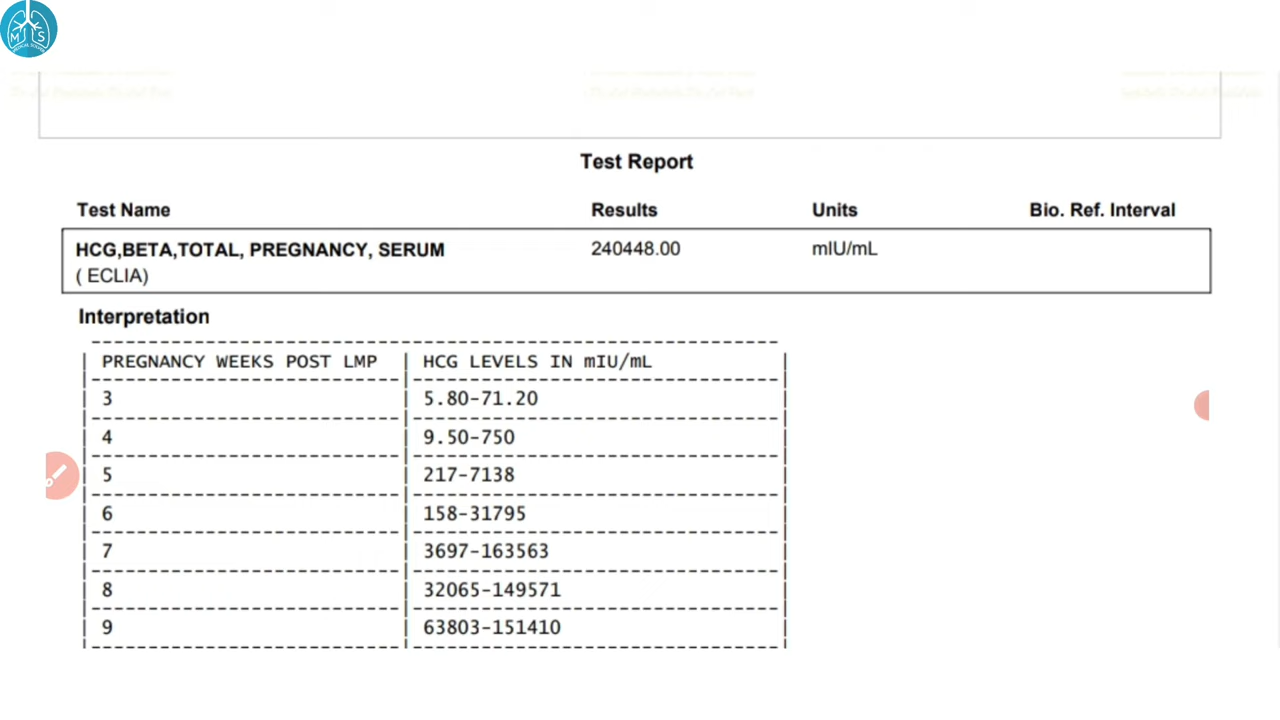 M S
Test Report
Test Name Results Units Bio. Ref. Interval
HCG,BETA,TOTAL, PREGNANCY, SERUM 240448.00 mIU/mL
( ECLIA)
Interpretation
PREGNANCY WEEKS POST LMP HCG LEVELS IN mIU/mL
3 5.80-71.20
4 9.50-750
5 217-7138
6 158-31795
7 3697-163563
8 32065-149571
9 63803-151410